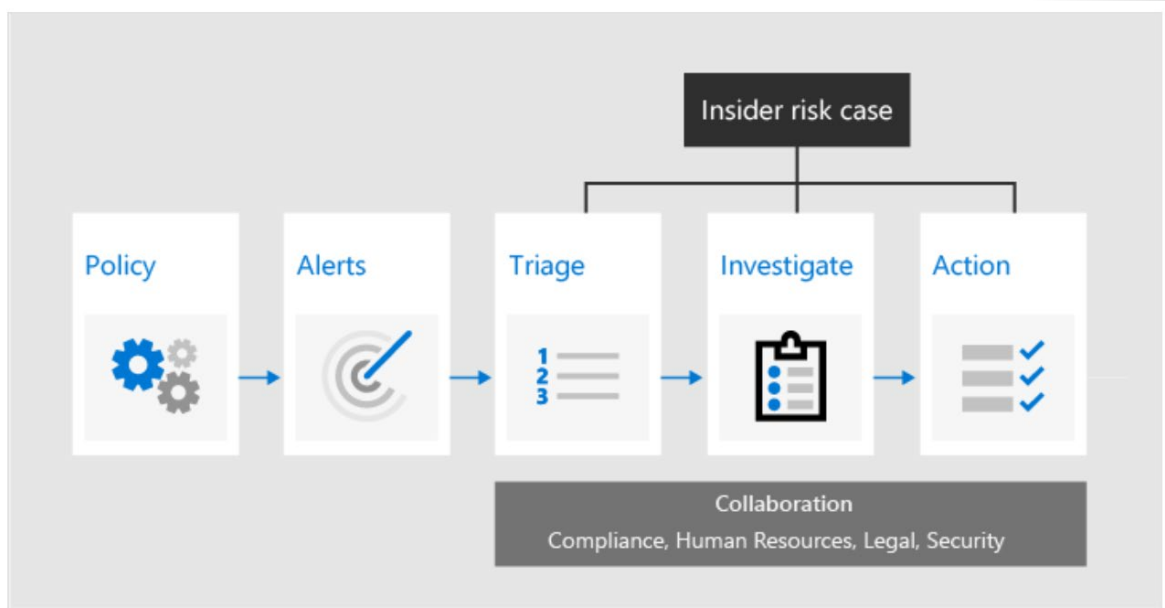 Insider risk case
Policy
Alerts
Triage
Investigate
Action
1
2
3
Collaboration
Compliance, Human Resources, Legal, Security